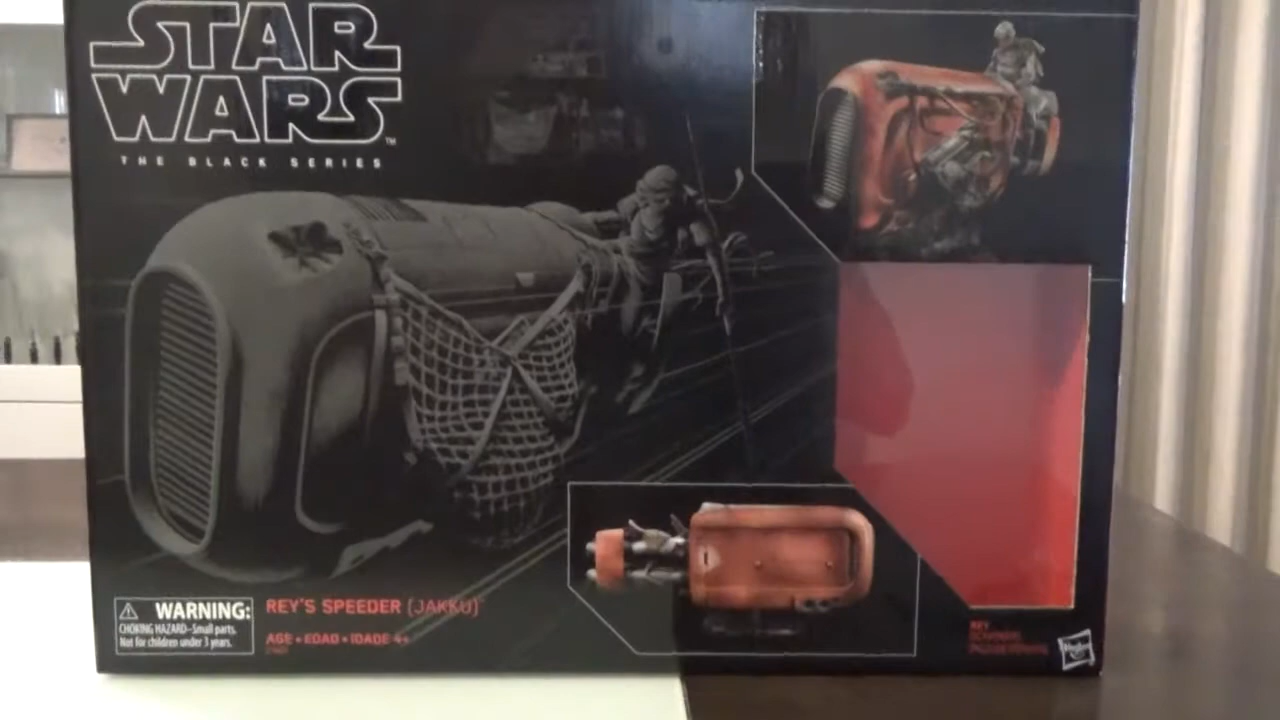 STAR
WARS™
THE BLACK SERIES
⚠ WARNING:
CHOKING HAZARD–Small parts.
Not for children under 3 years.
REY'S SPEEDER (JAKKU)
AGE • EDAD • IDADE 4+
REY
Hasbro